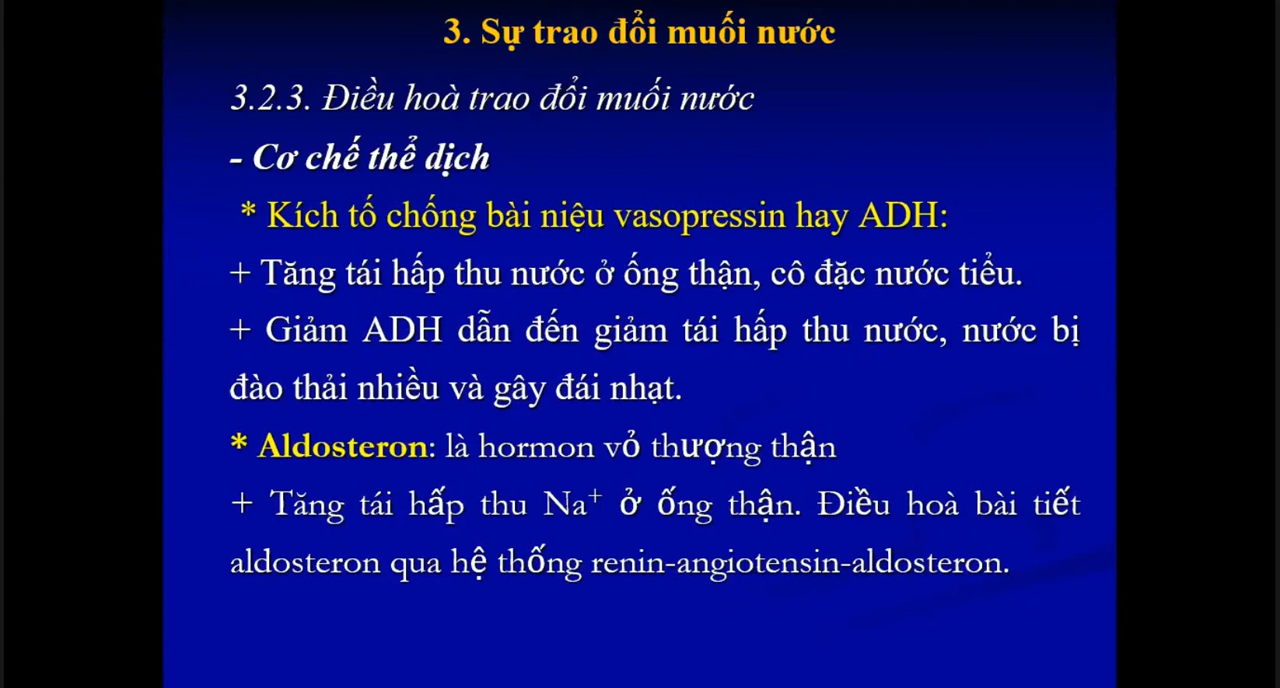 3. Sự trao đổi muối nước
3.2.3. Điều hoà trao đổi muối nước
- Cơ chế thể dịch
* Kích tố chống bài niệu vasopressin hay ADH:
+ Tăng tái hấp thu nước ở ống thận, cô đặc nước tiểu.
+ Giảm ADH dẫn đến giảm tái hấp thu nước, nước bị
đào thải nhiều và gây đái nhạt.
* Aldosteron: là hormon vỏ thượng thận
+ Tăng tái hấp thu Na⁺ ở ống thận. Điều hoà bài tiết
aldosteron qua hệ thống renin-angiotensin-aldosteron.